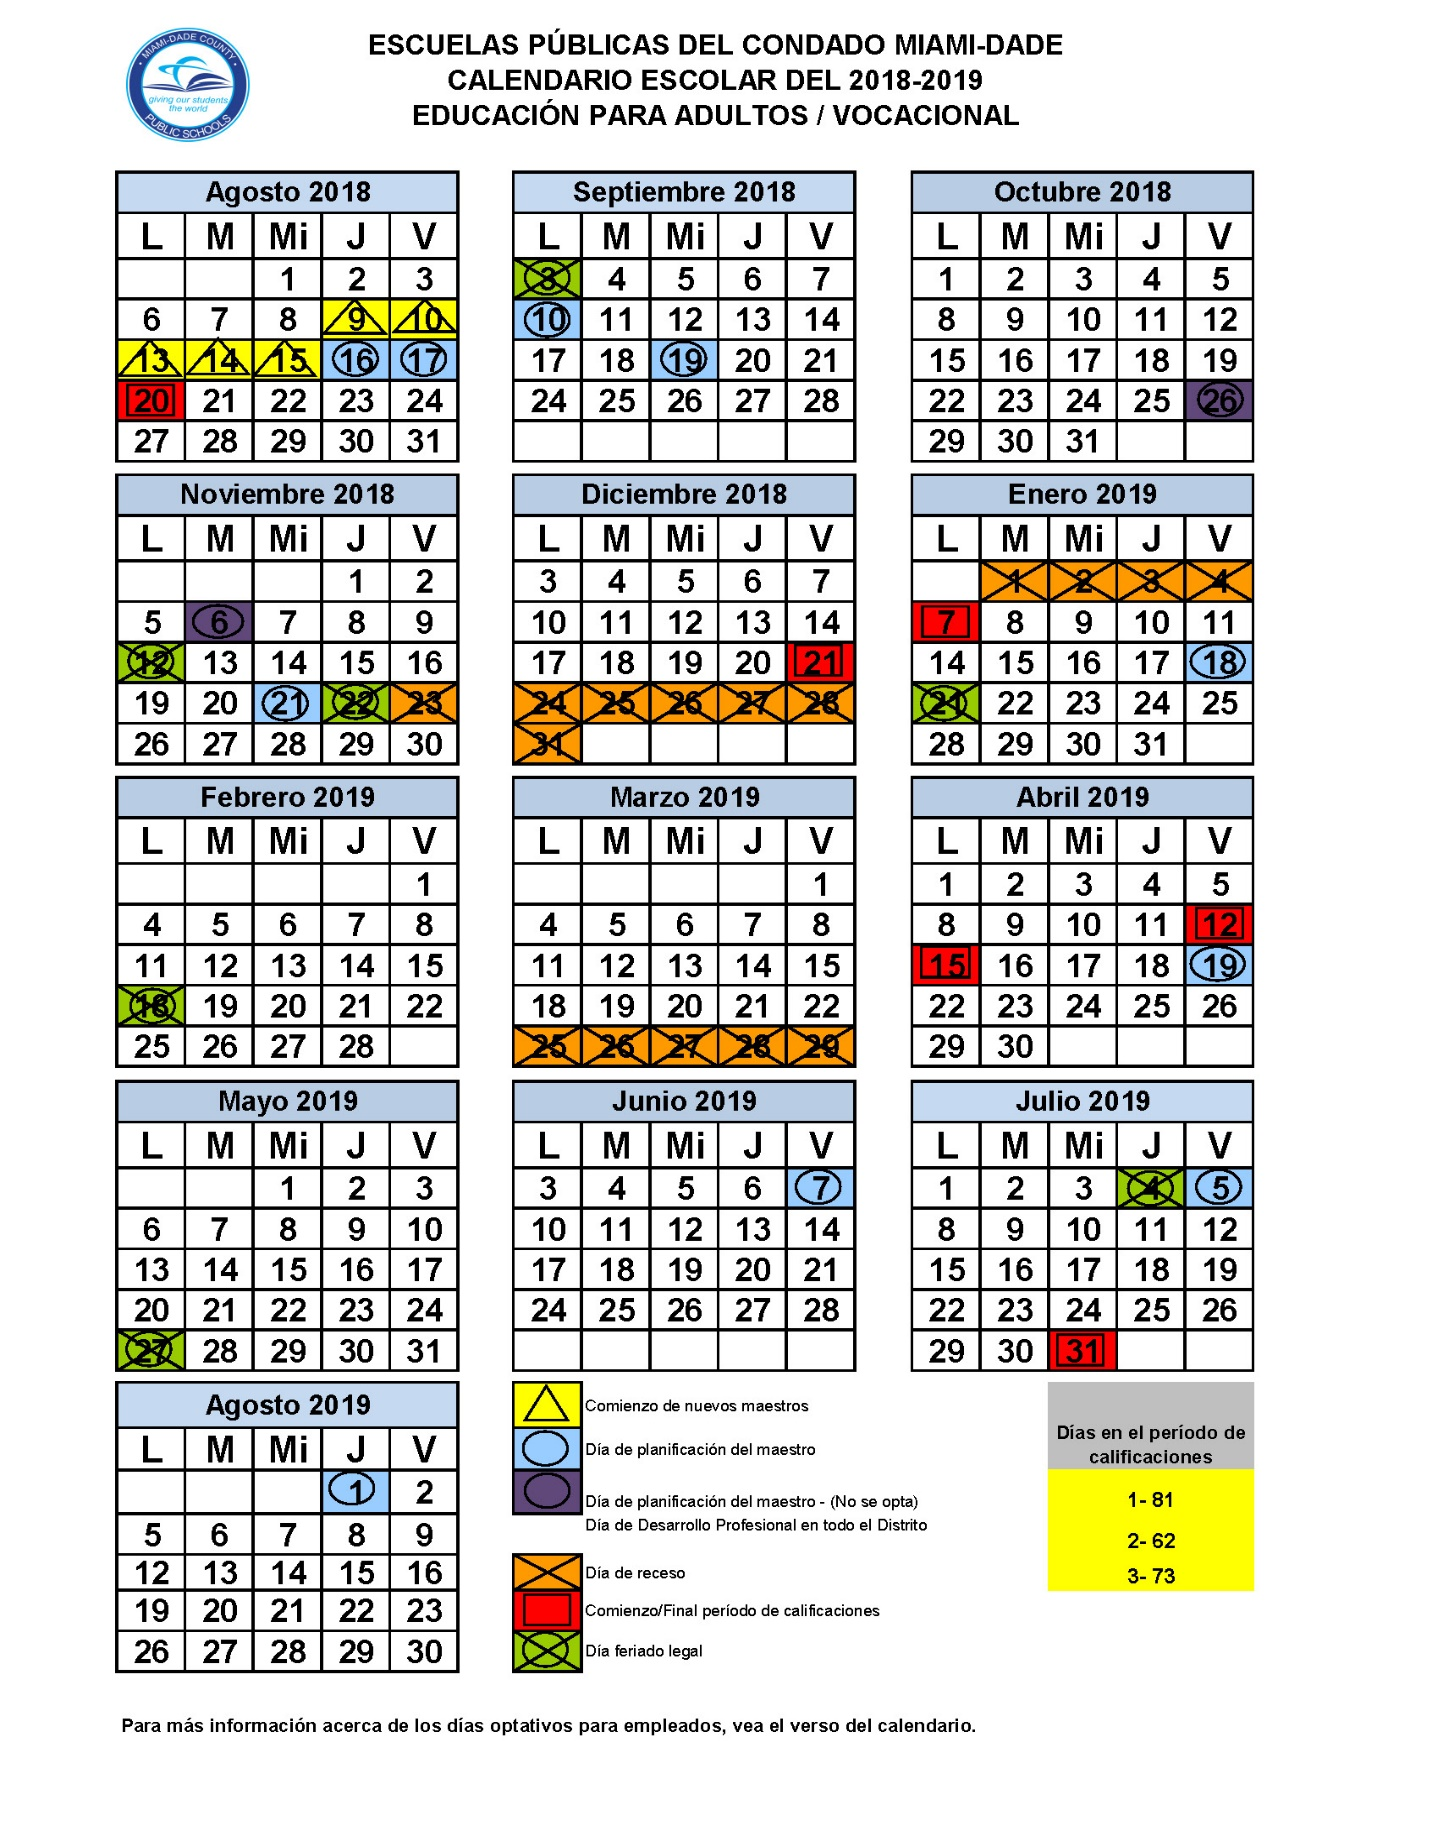 MIAMI-DADE COUNTY
giving our students
the world
PUBLIC SCHOOLS
ESCUELAS PÚBLICAS DEL CONDADO MIAMI-DADE
CALENDARIO ESCOLAR DEL 2018-2019
EDUCACIÓN PARA ADULTOS / VOCACIONAL
Agosto 2018
L M Mi J V
1 2 3
6 7 8 9 10
13 14 15 16 17
20 21 22 23 24
27 28 29 30 31
Septiembre 2018
L M Mi J V
3 4 5 6 7
10 11 12 13 14
17 18 19 20 21
24 25 26 27 28
Octubre 2018
L M Mi J V
1 2 3 4 5
8 9 10 11 12
15 16 17 18 19
22 23 24 25 26
29 30 31
Noviembre 2018
L M Mi J V
1 2
5 6 7 8 9
12 13 14 15 16
19 20 21 22 23
26 27 28 29 30
Diciembre 2018
L M Mi J V
3 4 5 6 7
10 11 12 13 14
17 18 19 20 21
24 25 26 27 28
31
Enero 2019
L M Mi J V
1 2 3 4
7 8 9 10 11
14 15 16 17 18
21 22 23 24 25
28 29 30 31
Febrero 2019
L M Mi J V
1
4 5 6 7 8
11 12 13 14 15
18 19 20 21 22
25 26 27 28
Marzo 2019
L M Mi J V
1
4 5 6 7 8
11 12 13 14 15
18 19 20 21 22
25 26 27 28 29
Abril 2019
L M Mi J V
1 2 3 4 5
8 9 10 11 12
15 16 17 18 19
22 23 24 25 26
29 30
Mayo 2019
L M Mi J V
1 2 3
6 7 8 9 10
13 14 15 16 17
20 21 22 23 24
27 28 29 30 31
Junio 2019
L M Mi J V
3 4 5 6 7
10 11 12 13 14
17 18 19 20 21
24 25 26 27 28
Julio 2019
L M Mi J V
1 2 3 4 5
8 9 10 11 12
15 16 17 18 19
22 23 24 25 26
29 30 31
Agosto 2019
L M Mi J V
1 2
5 6 7 8 9
12 13 14 15 16
19 20 21 22 23
26 27 28 29 30
Comienzo de nuevos maestros
Día de planificación del maestro
Día de planificación del maestro - (No se opta)
Día de Desarrollo Profesional en todo el Distrito
Día de receso
Comienzo/Final período de calificaciones
Día feriado legal
Días en el período de
calificaciones
1- 81
2- 62
3- 73
Para más información acerca de los días optativos para empleados, vea el verso del calendario.